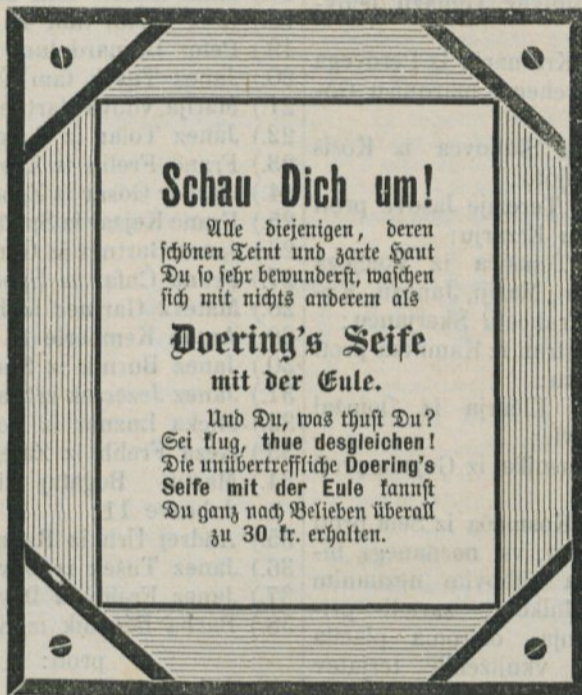 Schau Dich um!
Alle diejenigen, deren
schönen Teint und zarte Haut
Du so sehr bewunderst, waschen
sich mit nichts anderem als
Doering's Seife
mit der Eule.
Und Du, was thust Du?
Sei klug, thue desgleichen!
Die unübertreffliche Doering's
Seife mit der Eule kannst
Du ganz nach Belieben überall
zu 30 kr. erhalten.